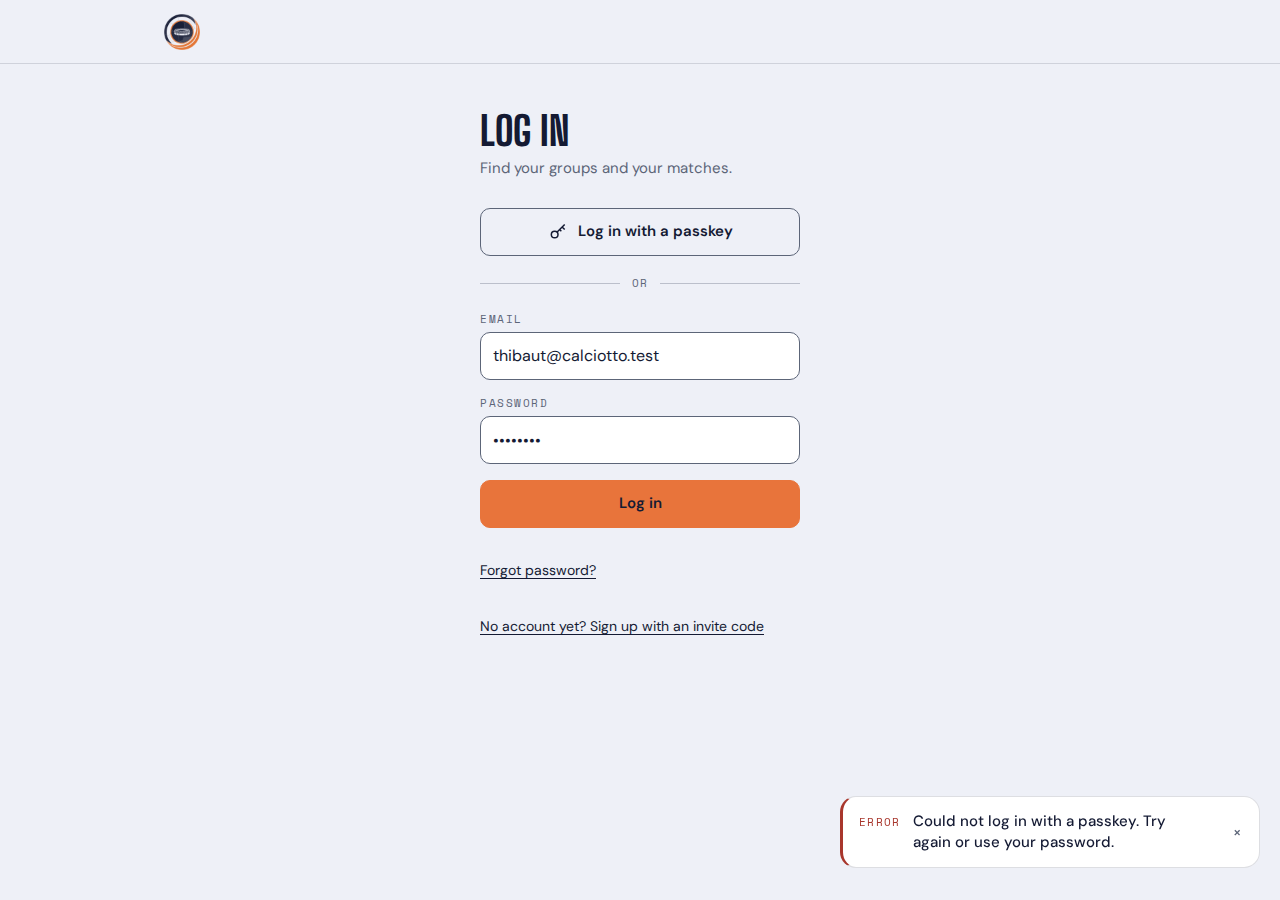 LOG IN
Find your groups and your matches.
Log in with a passkey
OR
EMAIL
thibaut@calciotto.test
PASSWORD
••••••••
Log in
Forgot password?
No account yet? Sign up with an invite code
ERROR Could not log in with a passkey. Try
again or use your password.
×